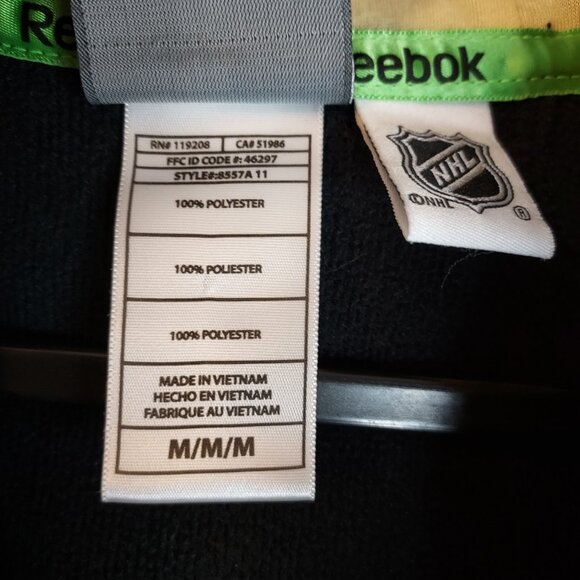 Re
eebok
RN# 119208 CA# 51986
FFC ID CODE #: 46297
STYLE#:8557A 11
100% POLYESTER
100% POLIESTER
100% POLYESTER
MADE IN VIETNAM
HECHO EN VIETNAM
FABRIQUE AU VIETNAM
M/M/M
NHL
©NHL ®